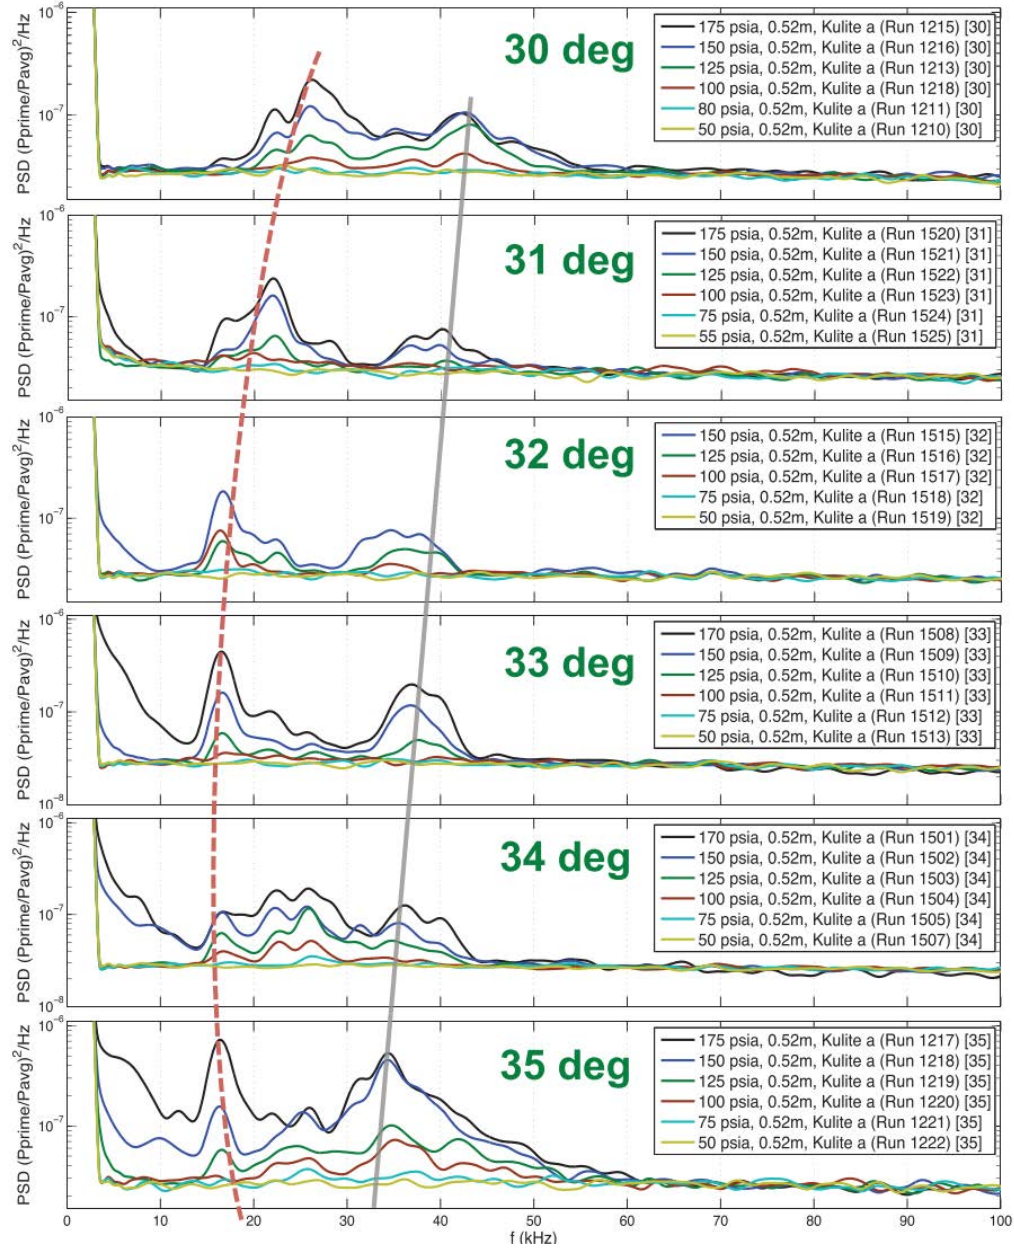 10⁻⁶
10⁻⁷
PSD (Pprime/Pavg)²/Hz
30 deg
175 psia, 0.52m, Kulite a (Run 1215) [30]
150 psia, 0.52m, Kulite a (Run 1216) [30]
125 psia, 0.52m, Kulite a (Run 1213) [30]
100 psia, 0.52m, Kulite a (Run 1218) [30]
80 psia, 0.52m, Kulite a (Run 1211) [30]
50 psia, 0.52m, Kulite a (Run 1210) [30]
10⁻⁶
10⁻⁷
PSD (Pprime/Pavg)²/Hz
31 deg
175 psia, 0.52m, Kulite a (Run 1520) [31]
150 psia, 0.52m, Kulite a (Run 1521) [31]
125 psia, 0.52m, Kulite a (Run 1522) [31]
100 psia, 0.52m, Kulite a (Run 1523) [31]
75 psia, 0.52m, Kulite a (Run 1524) [31]
55 psia, 0.52m, Kulite a (Run 1525) [31]
10⁻⁶
10⁻⁷
PSD (Pprime/Pavg)²/Hz
32 deg
150 psia, 0.52m, Kulite a (Run 1515) [32]
125 psia, 0.52m, Kulite a (Run 1516) [32]
100 psia, 0.52m, Kulite a (Run 1517) [32]
75 psia, 0.52m, Kulite a (Run 1518) [32]
50 psia, 0.52m, Kulite a (Run 1519) [32]
10⁻⁶
10⁻⁷
10⁻⁸
PSD (Pprime/Pavg)²/Hz
33 deg
170 psia, 0.52m, Kulite a (Run 1508) [33]
150 psia, 0.52m, Kulite a (Run 1509) [33]
125 psia, 0.52m, Kulite a (Run 1510) [33]
100 psia, 0.52m, Kulite a (Run 1511) [33]
75 psia, 0.52m, Kulite a (Run 1512) [33]
50 psia, 0.52m, Kulite a (Run 1513) [33]
10⁻⁶
10⁻⁷
10⁻⁸
PSD (Pprime/Pavg)²/Hz
34 deg
170 psia, 0.52m, Kulite a (Run 1501) [34]
150 psia, 0.52m, Kulite a (Run 1502) [34]
125 psia, 0.52m, Kulite a (Run 1503) [34]
100 psia, 0.52m, Kulite a (Run 1504) [34]
75 psia, 0.52m, Kulite a (Run 1505) [34]
50 psia, 0.52m, Kulite a (Run 1507) [34]
10⁻⁶
10⁻⁷
PSD (Pprime/Pavg)²/Hz
35 deg
175 psia, 0.52m, Kulite a (Run 1217) [35]
150 psia, 0.52m, Kulite a (Run 1218) [35]
125 psia, 0.52m, Kulite a (Run 1219) [35]
100 psia, 0.52m, Kulite a (Run 1220) [35]
75 psia, 0.52m, Kulite a (Run 1221) [35]
50 psia, 0.52m, Kulite a (Run 1222) [35]
0 10 20 30 40 50 60 70 80 90 100
f (kHz)